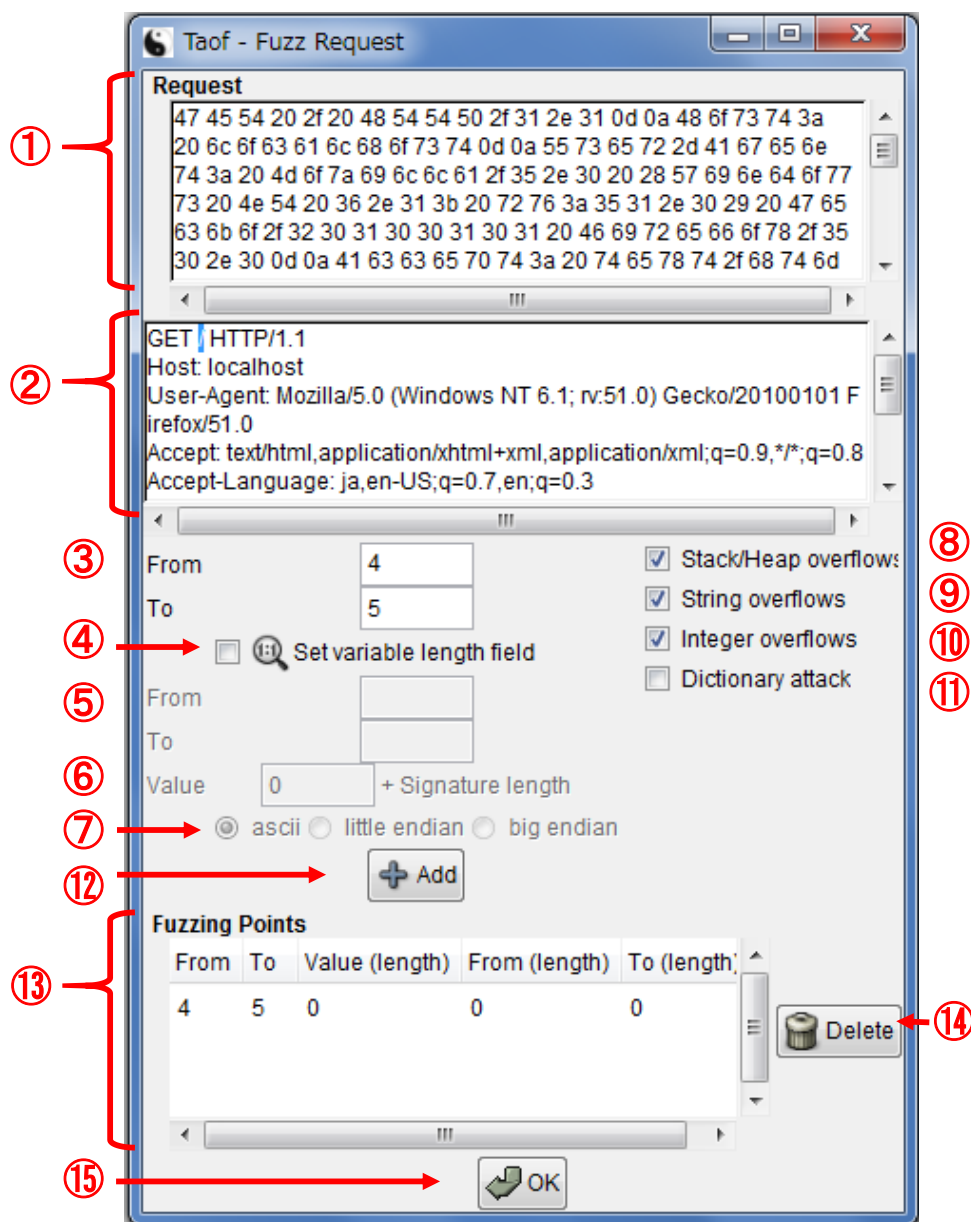 Taof - Fuzz Request
Request
①
47 45 54 20 2f 20 48 54 54 50 2f 31 2e 31 0d 0a 48 6f 73 74 3a
20 6c 6f 63 61 6c 68 6f 73 74 0d 0a 55 73 65 72 2d 41 67 65 6e
74 3a 20 4d 6f 7a 69 6c 6c 61 2f 35 2e 30 20 28 57 69 6e 64 6f 77
73 20 4e 54 20 36 2e 31 3b 20 72 76 3a 35 31 2e 30 29 20 47 65
63 6b 6f 2f 32 30 31 30 30 31 30 31 20 46 69 72 65 66 6f 78 2f 35
30 2e 30 0d 0a 41 63 63 65 70 74 3a 20 74 65 78 74 2f 68 74 6d
②
GET / HTTP/1.1
Host: localhost
User-Agent: Mozilla/5.0 (Windows NT 6.1; rv:51.0) Gecko/20100101 F
irefox/51.0
Accept: text/html,application/xhtml+xml,application/xml;q=0.9,*/*;q=0.8
Accept-Language: ja,en-US;q=0.7,en;q=0.3
③ From 4
To 5
④ 1:1 Set variable length field
⑤ From
To
⑥ Value 0 + Signature length
⑦ ascii little endian big endian
Stack/Heap overflows ⑧
String overflows ⑨
Integer overflows ⑩
Dictionary attack ⑪
⑫ Add
Fuzzing Points
⑬
From To Value (length) From (length) To (length)
4 5 0 0 0
Delete ⑭
⑮ OK